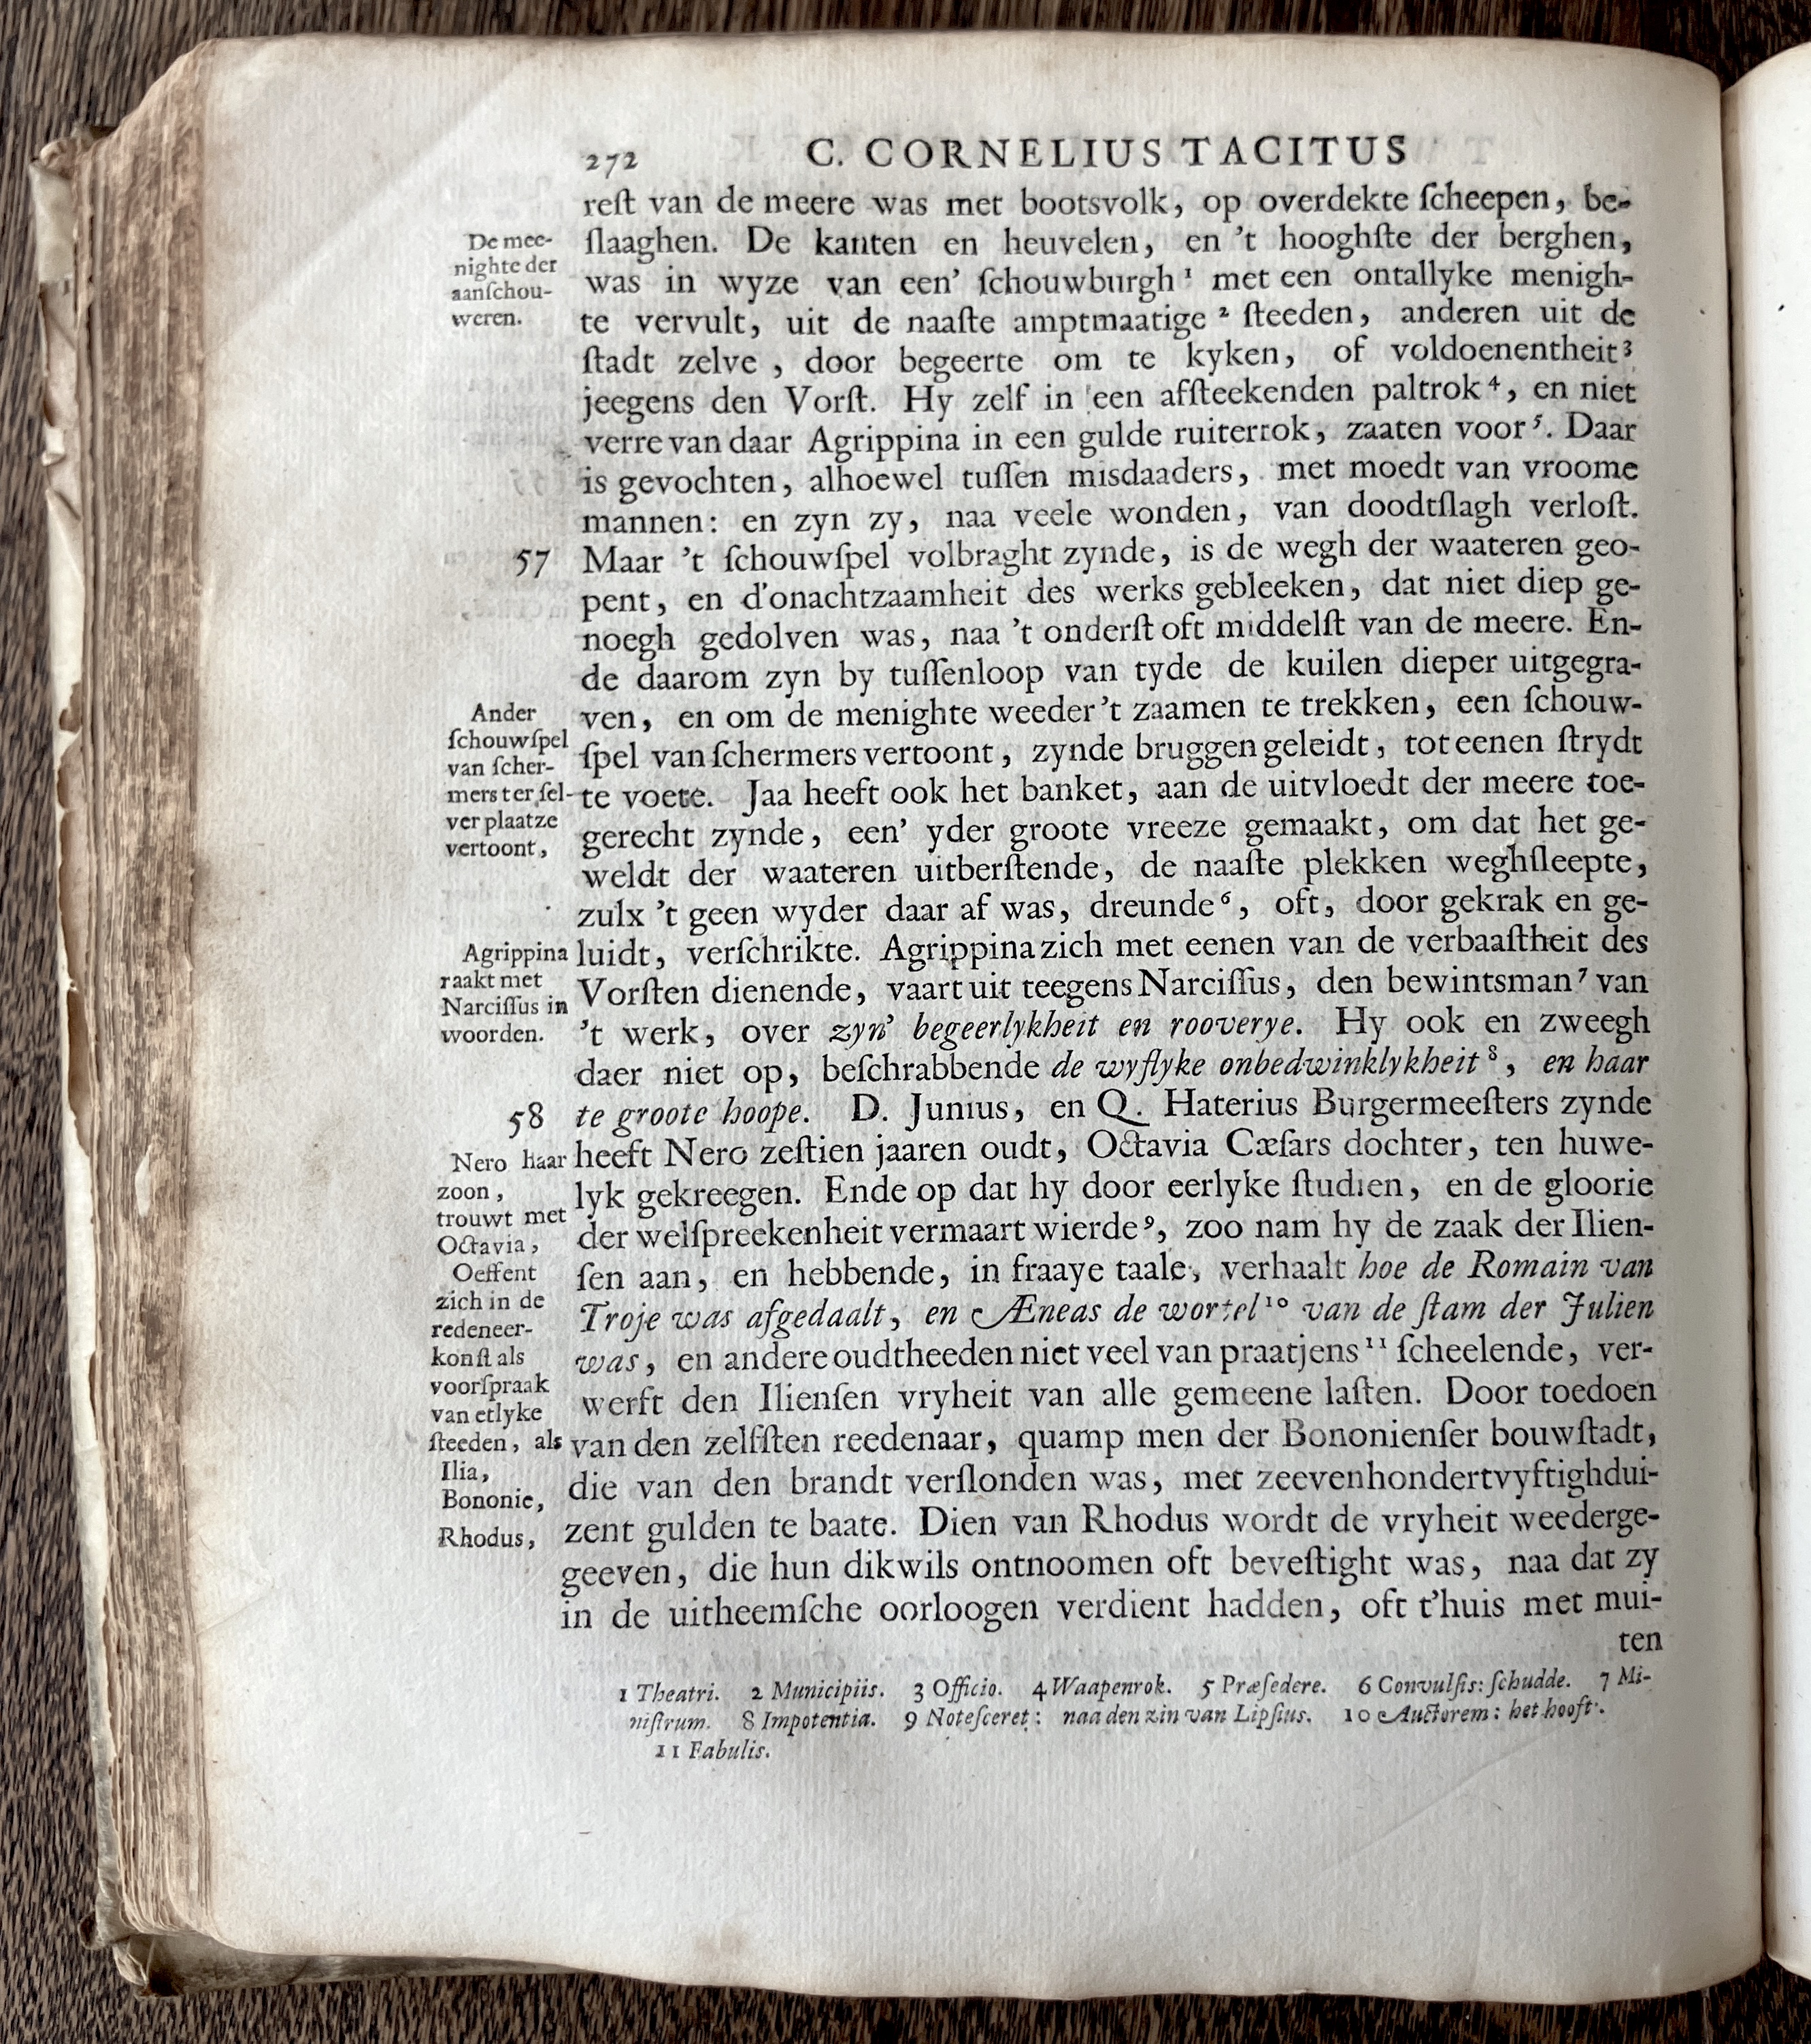 272
C. CORNELIUS TACITUS
reſt van de meere was met bootsvolk, op overdekte ſcheepen, be-
De mee-
nighte der
aanſchou-
weren.
ſlaaghen. De kanten en heuvelen, en 't hooghſte der berghen,
was in wyze van een' ſchouwburgh ¹ met een ontallyke menigh-
te vervult, uit de naaſte amptmaatige ² ſteeden, anderen uit de
ſtadt zelve, door begeerte om te kyken, of voldoenentheit ³
jeegens den Vorſt. Hy zelf in een afſteekenden paltrok ⁴, en niet
verre van daar Agrippina in een gulde ruiterrok, zaaten voor ⁵. Daar
is gevochten, alhoewel tuſſen misdaaders, met moedt van vroome
mannen: en zyn zy, naa veele wonden, van doodtſlagh verloſt.
57 Maar 't ſchouwſpel volbraght zynde, is de wegh der waateren geo-
pent, en d'onachtzaamheit des werks gebleeken, dat niet diep ge-
noegh gedolven was, naa 't onderſt oft middelſt van de meere. En-
de daarom zyn by tuſſenloop van tyde de kuilen dieper uitgegra-
Ander
ſchouwſpel
van ſcher-
mers ter ſel-
ver plaatze
vertoont,
ven, en om de menighte weeder 't zaamen te trekken, een ſchouw-
ſpel van ſchermers vertoont, zynde bruggen geleidt, tot eenen ſtrydt
te voete. Jaa heeft ook het banket, aan de uitvloedt der meere toe-
gerecht zynde, een' yder groote vreeze gemaakt, om dat het ge-
weldt der waateren uitberſtende, de naaſte plekken weghſleepte,
zulx 't geen wyder daar af was, dreunde ⁶, oft, door gekrak en ge-
Agrippina
raakt met
Narciſſus in
woorden.
luidt, verſchrikte. Agrippina zich met eenen van de verbaaſtheit des
Vorſten dienende, vaart uit teegens Narciſſus, den bewintsman ⁷ van
't werk, over zyn' begeerlykheit en rooverye. Hy ook en zweegh
daer niet op, beſchrabbende de wyflyke onbedwinklykheit ⁸, en haar
58 te groote hoope. D. Junius, en Q. Haterius Burgermeeſters zynde
Nero haar
zoon,
trouwt met
Octavia,
heeft Nero zeſtien jaaren oudt, Octavia Cæſars dochter, ten huwe-
lyk gekreegen. Ende op dat hy door eerlyke ſtudien, en de gloorie
der welſpreekenheit vermaart wierde ⁹, zoo nam hy de zaak der Ilien-
Oeffent
zich in de
redeneer-
konſt als
voorſpraak
van etlyke
ſteeden, als
Ilia,
Bononie,
Rhodus,
ſen aan, en hebbende, in fraaye taale, verhaalt hoe de Romain van
Troje was afgedaalt, en Æneas de wortel ¹⁰ van de ſtam der Julien
was, en andere oudtheeden niet veel van praatjens ¹¹ ſcheelende, ver-
werft den Ilienſen vryheit van alle gemeene laſten. Door toedoen
van den zelfſten reedenaar, quamp men der Bononienſer bouwſtadt,
die van den brandt verſlonden was, met zeevenhondertvyftighdui-
zent gulden te baate. Dien van Rhodus wordt de vryheit weederge-
geeven, die hun dikwils ontnoomen oft beveſtight was, naa dat zy
in de uitheemſche oorloogen verdient hadden, oft t'huis met mui-
ten
1 Theatri. 2 Municipiis. 3 Officio. 4 Waapenrok. 5 Præſedere. 6 Convulſis: ſchudde. 7 Mi-
niſtrum. 8 Impotentia. 9 Noteſceret: naa den zin van Lipſius. 10 Auctorem: het hooft.
11 Fabulis.